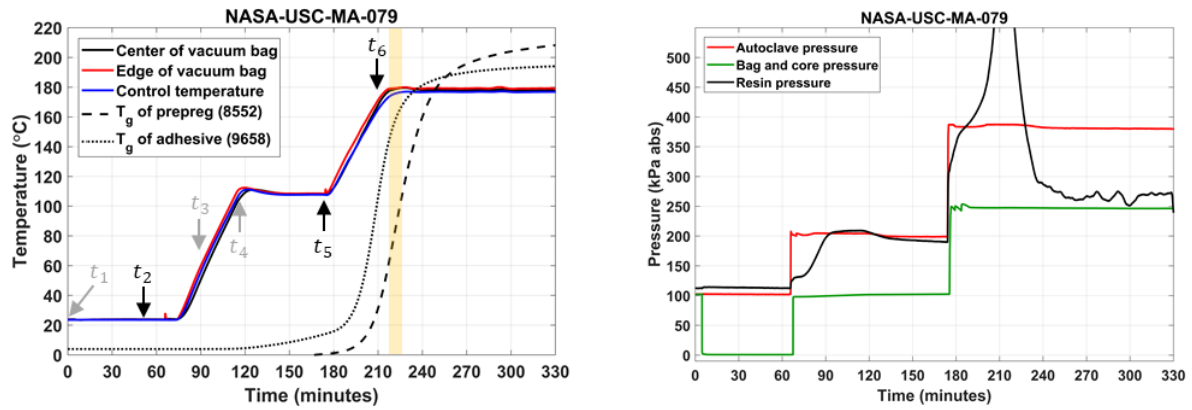 NASA-USC-MA-079
220
200
180
160
140
120
100
80
60
40
20
0
Temperature (°C)
Center of vacuum bag
Edge of vacuum bag
Control temperature
Tg of prepreg (8552)
Tg of adhesive (9658)
t1
t2
t3
t4
t5
t6
0 30 60 90 120 150 180 210 240 270 300 330
Time (minutes)
NASA-USC-MA-079
500
450
400
350
300
250
200
150
100
50
0
Pressure (kPa abs)
Autoclave pressure
Bag and core pressure
Resin pressure
0 30 60 90 120 150 180 210 240 270 300 330
Time (minutes)